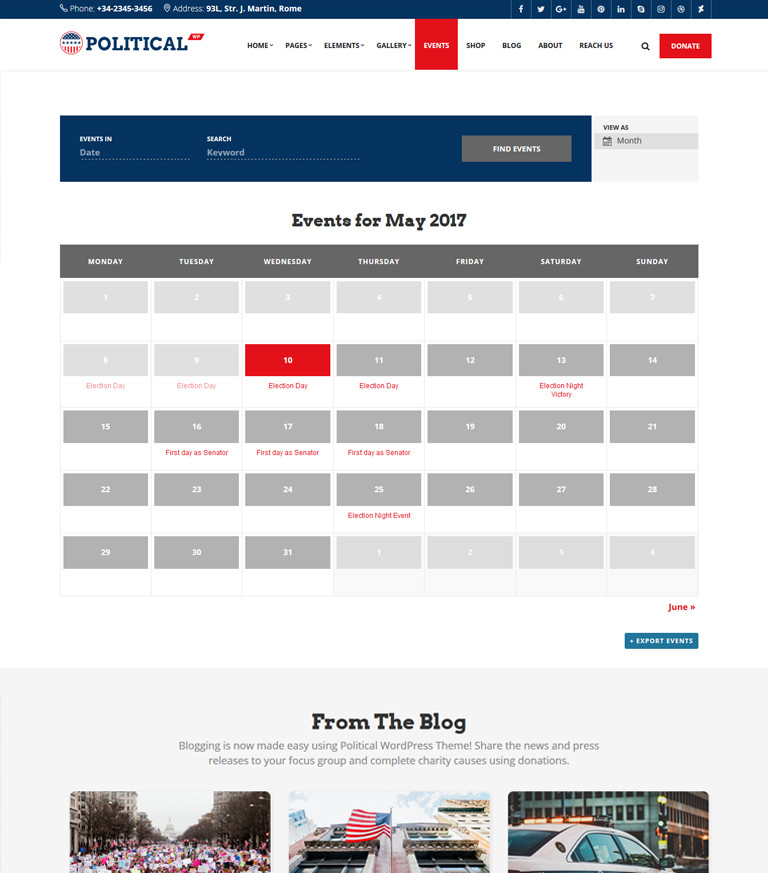 Phone: +34-2345-3456 Address: 93L, Str. J. Martin, Rome
POLITICAL WP
HOME PAGES ELEMENTS GALLERY EVENTS SHOP BLOG ABOUT REACH US DONATE
EVENTS IN SEARCH VIEW AS
Date Keyword FIND EVENTS Month
Events for May 2017
MONDAY TUESDAY WEDNESDAY THURSDAY FRIDAY SATURDAY SUNDAY
1 2 3 4 5 6 7
8 9 10 11 12 13 14
Election Day Election Day Election Day Election Day Election Night
Victory
15 16 17 18 19 20 21
First day as Senator First day as Senator First day as Senator
22 23 24 25 26 27 28
Election Night Event
29 30 31 1 2 3 4
June »
+ EXPORT EVENTS
From The Blog
Blogging is now made easy using Political WordPress Theme! Share the news and press
releases to your focus group and complete charity causes using donations.